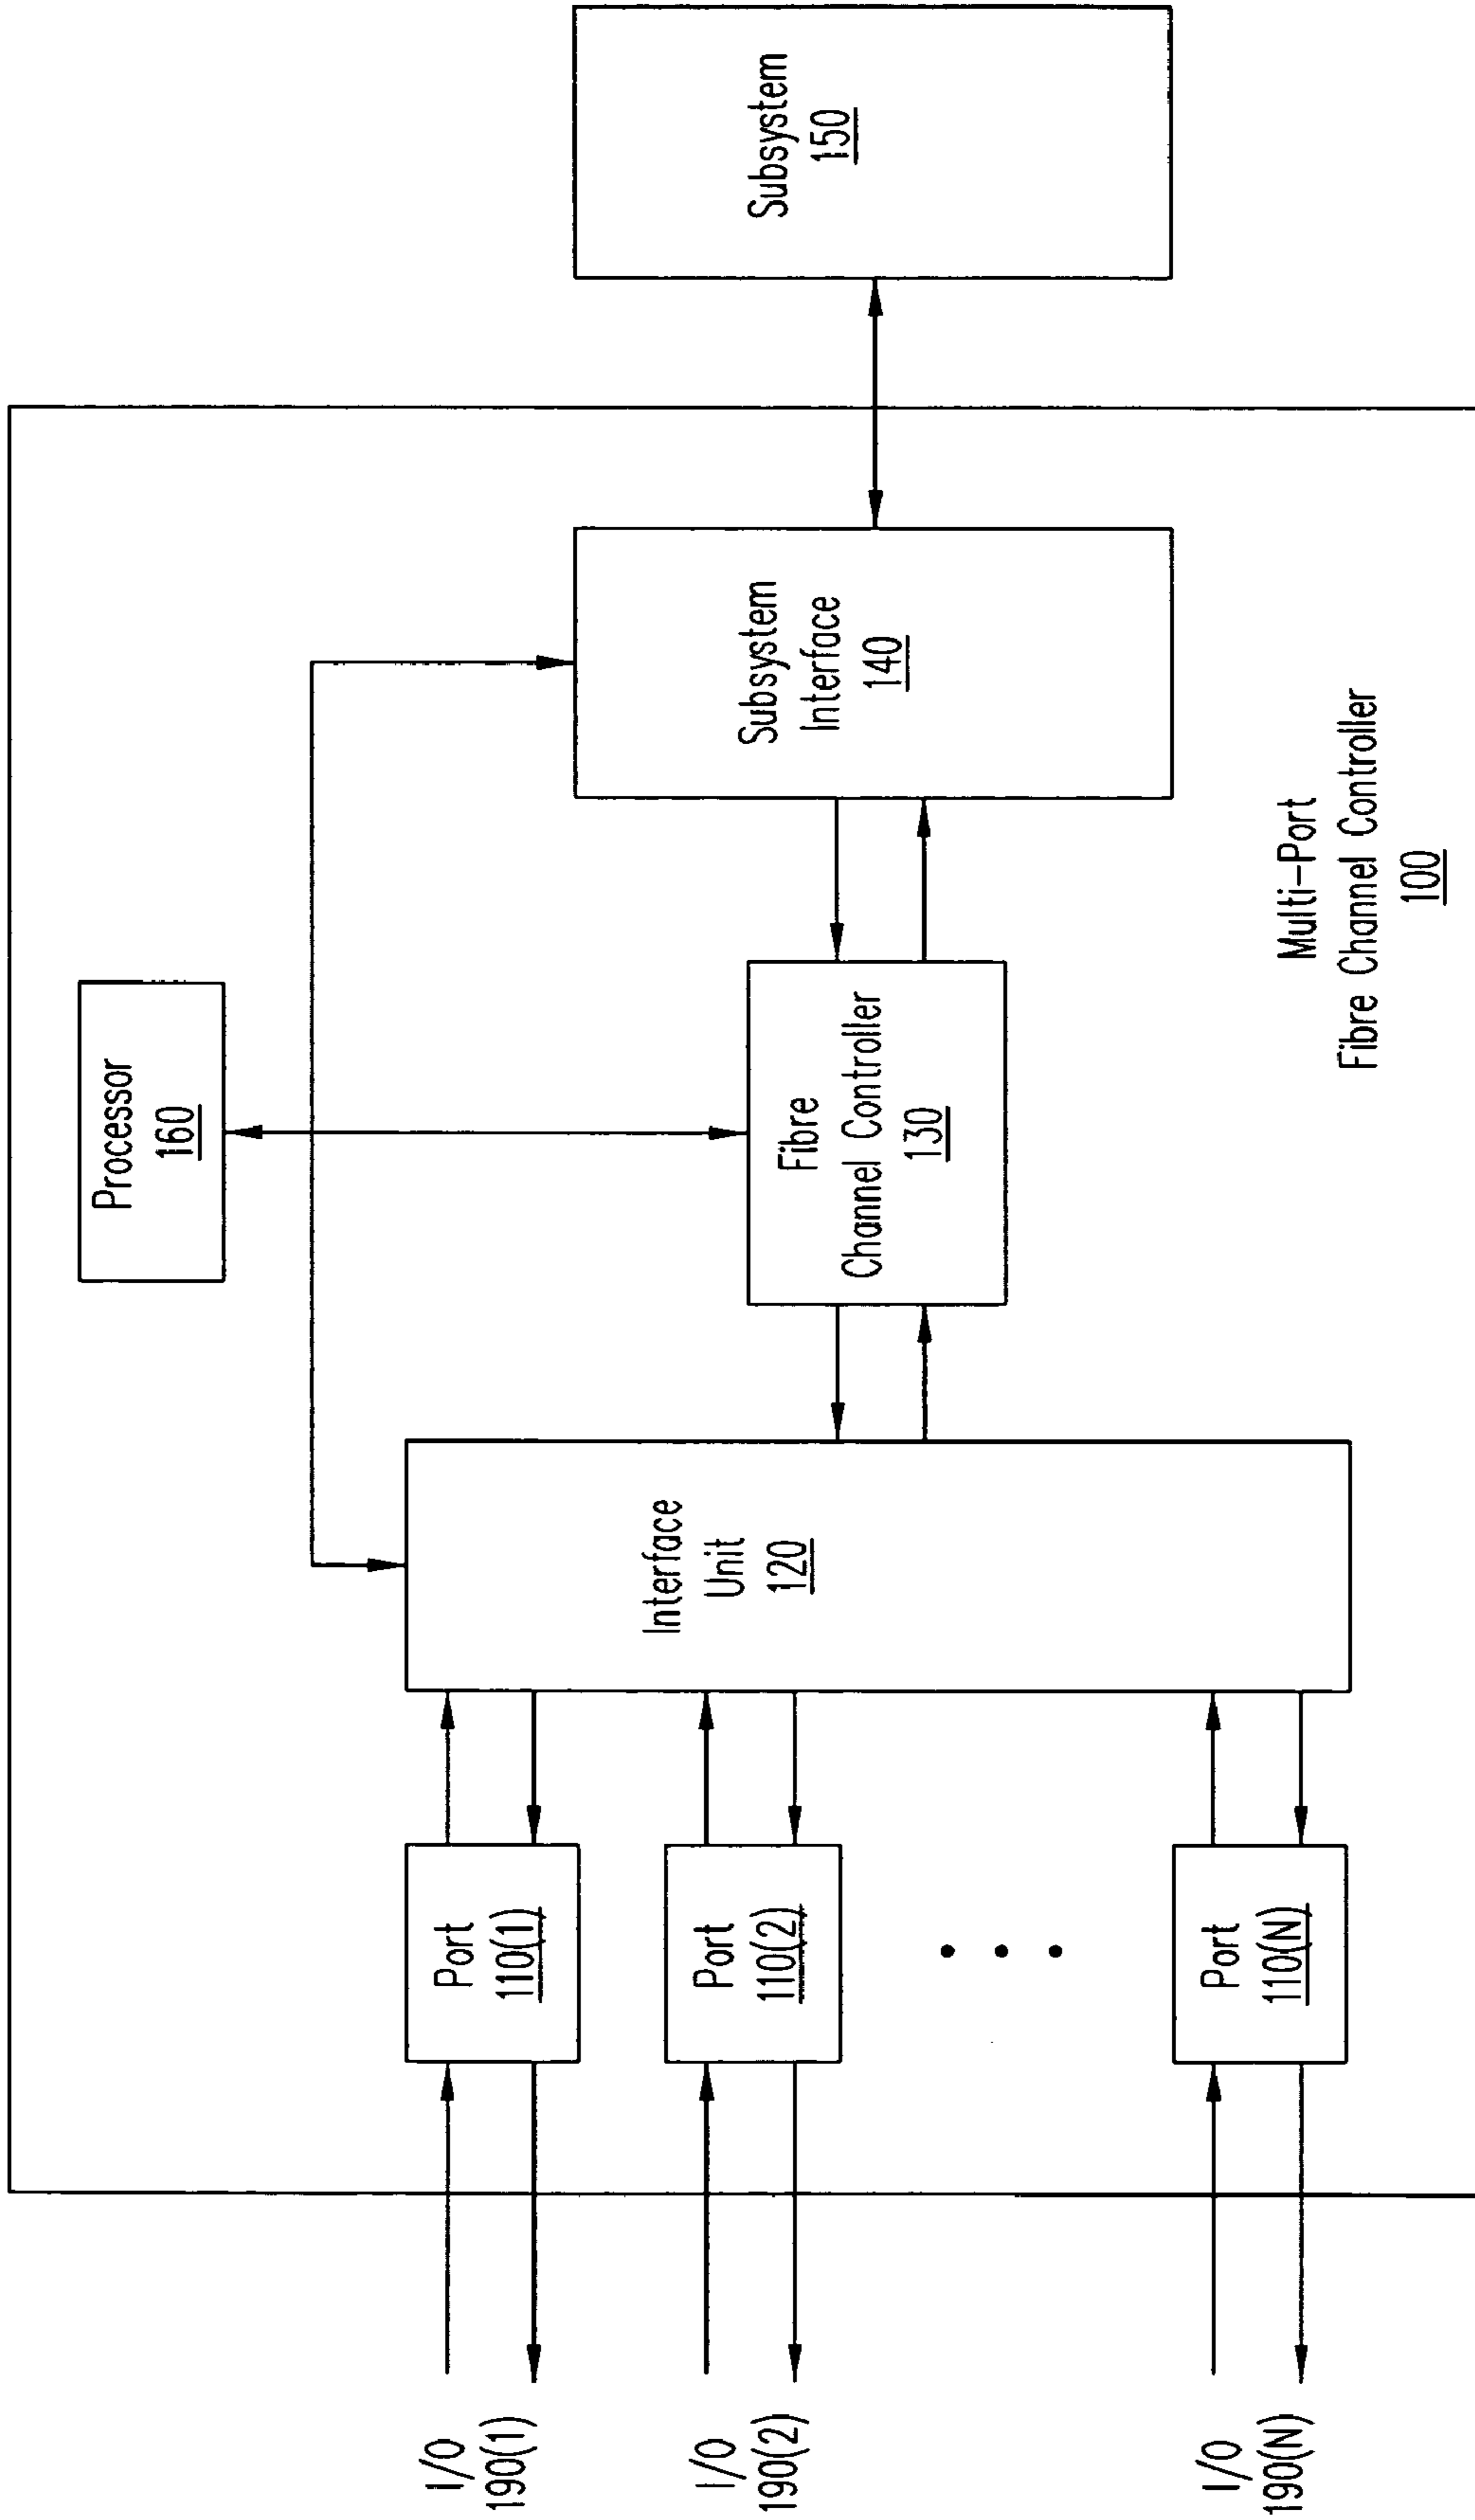 Processor
160
I/O
190(1)
Port
110(1)
I/O
190(2)
Port
110(2)
I/O
190(N)
Port
110(N)
Interface
Unit
120
Fibre
Channel Controller
130
Subsystem
Interface
140
Subsystem
150
Multi-Port
Fibre Channel Controller
100